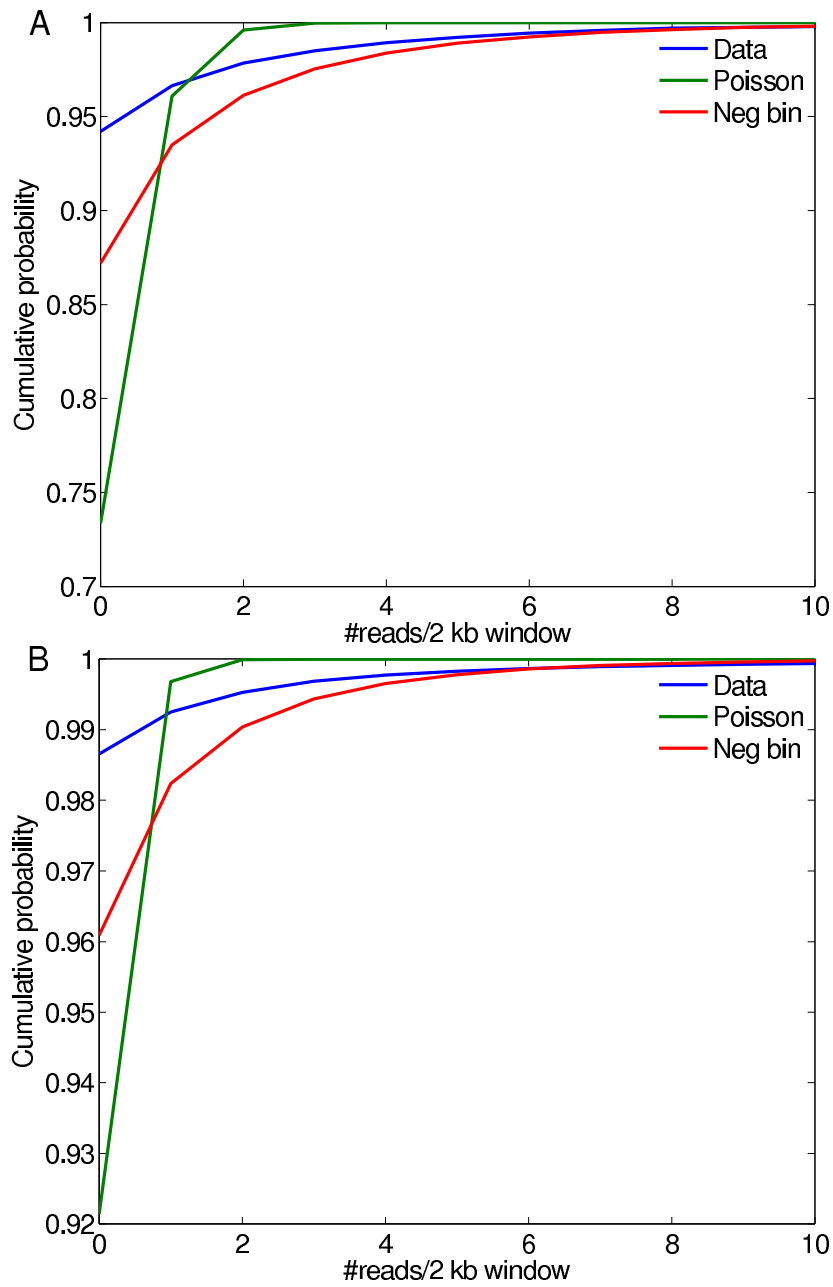 A
1
0.95
0.9
0.85
0.8
0.75
0.7
Cumulative probability
Data
Poisson
Neg bin
0 2 4 6 8 10
#reads/2 kb window
B
1
0.99
0.98
0.97
0.96
0.95
0.94
0.93
0.92
Cumulative probability
Data
Poisson
Neg bin
0 2 4 6 8 10
#reads/2 kb window